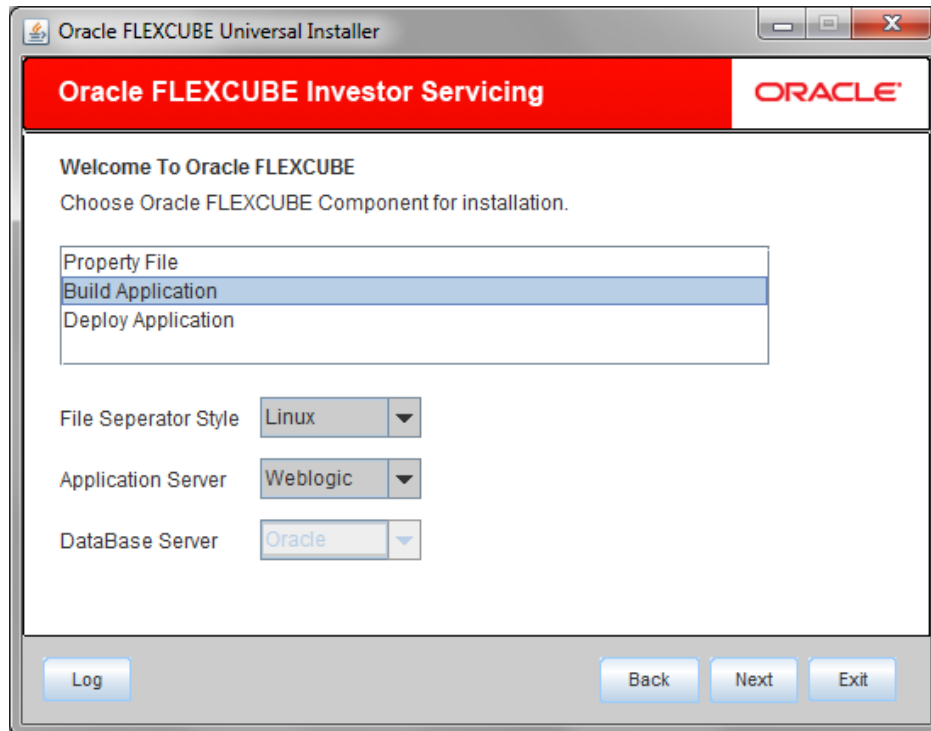 Oracle FLEXCUBE Universal Installer
Oracle FLEXCUBE Investor Servicing
ORACLE
Welcome To Oracle FLEXCUBE
Choose Oracle FLEXCUBE Component for installation.
Property File
Build Application
Deploy Application
File Seperator Style Linux
Application Server Weblogic
DataBase Server Oracle
Log Back Next Exit